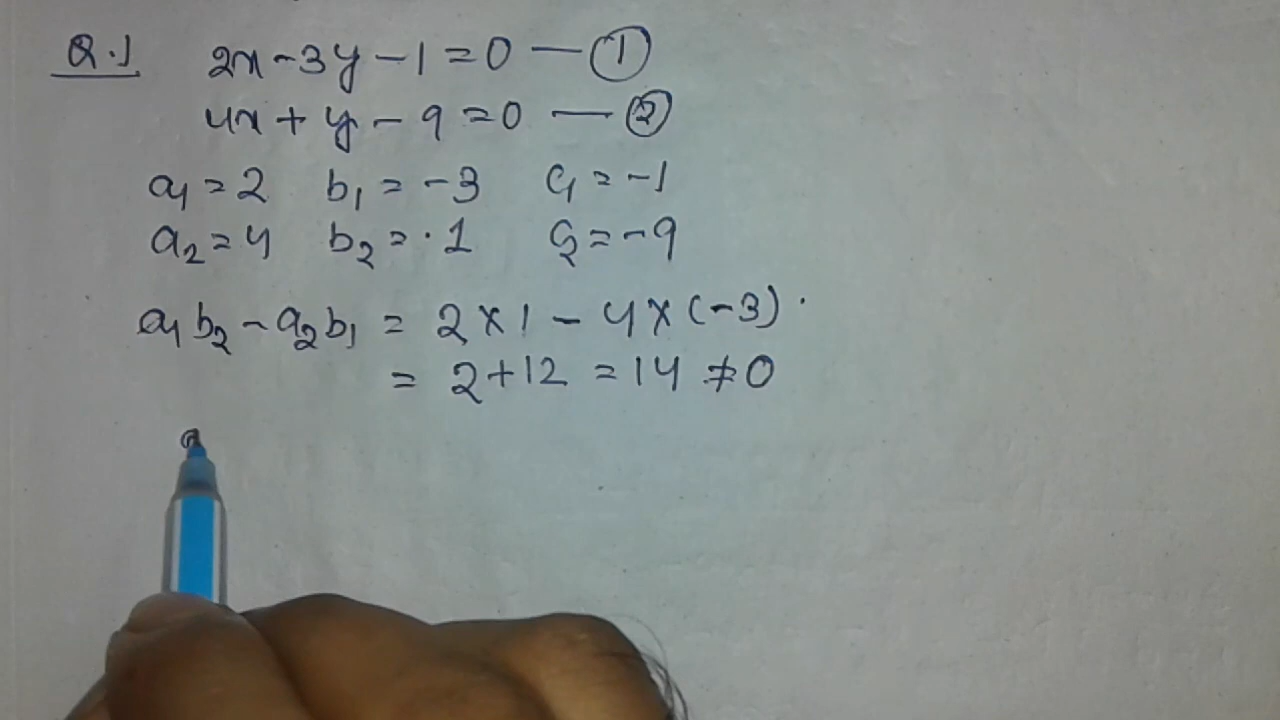 Q.1 2x - 3y - 1 = 0 — ①
4x + y - 9 = 0 — ②
a₁ = 2 b₁ = -3 c₁ = -1
a₂ = 4 b₂ = 1 c₂ = -9
a₁b₂ - a₂b₁ = 2 × 1 - 4 × (-3)
= 2 + 12 = 14 ≠ 0